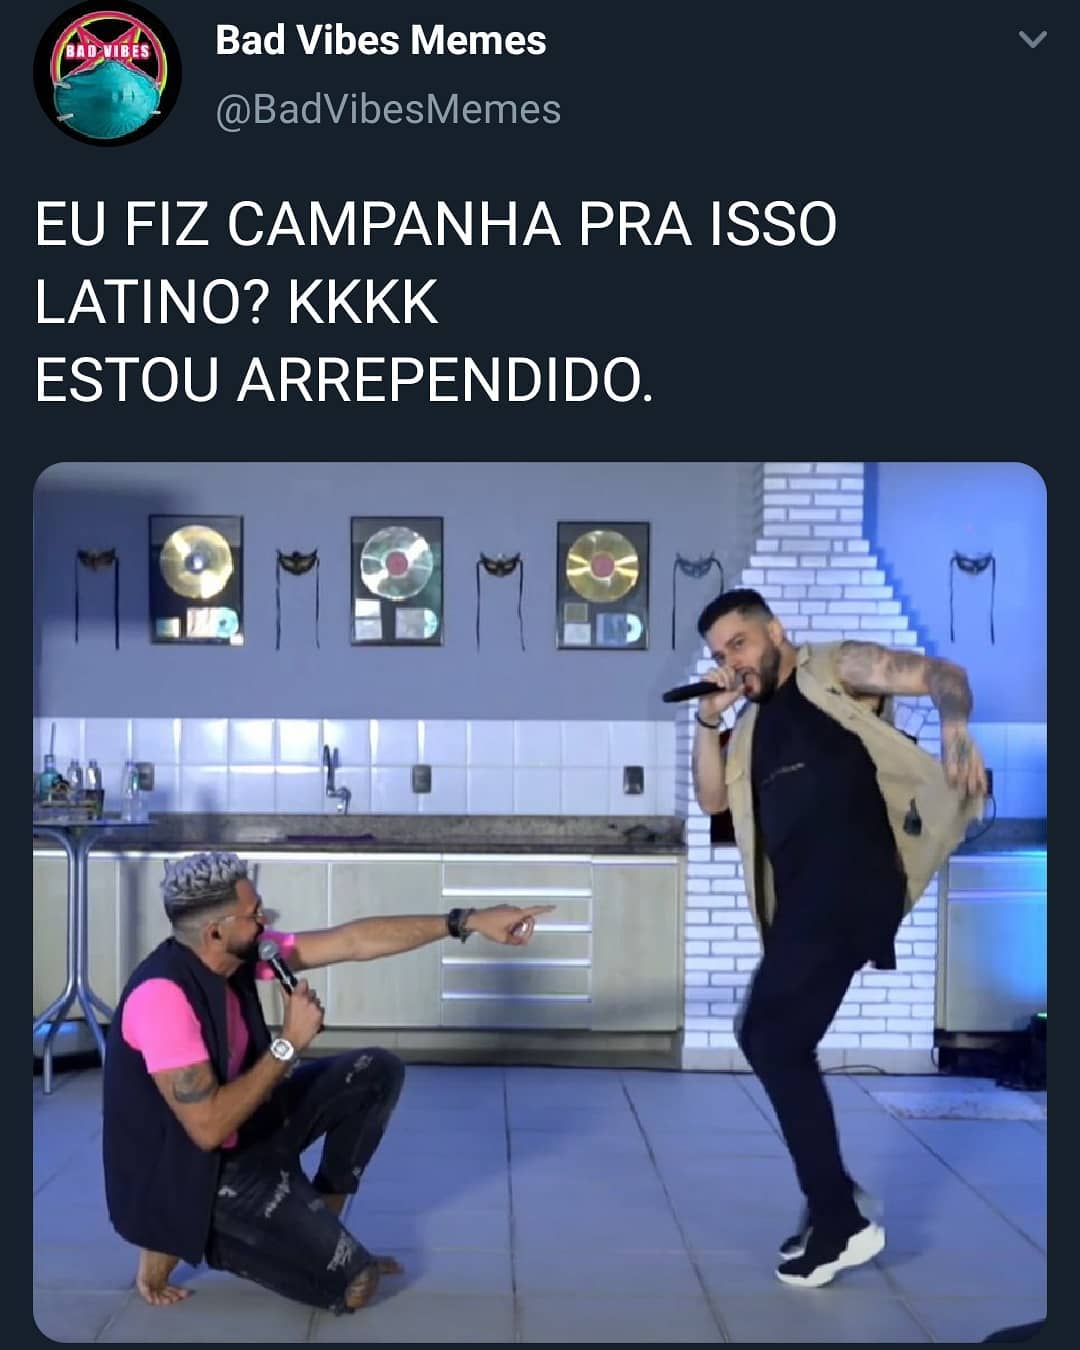 BAD VIBES
Bad Vibes Memes
@BadVibesMemes
EU FIZ CAMPANHA PRA ISSO
LATINO? KKKK
ESTOU ARREPENDIDO.